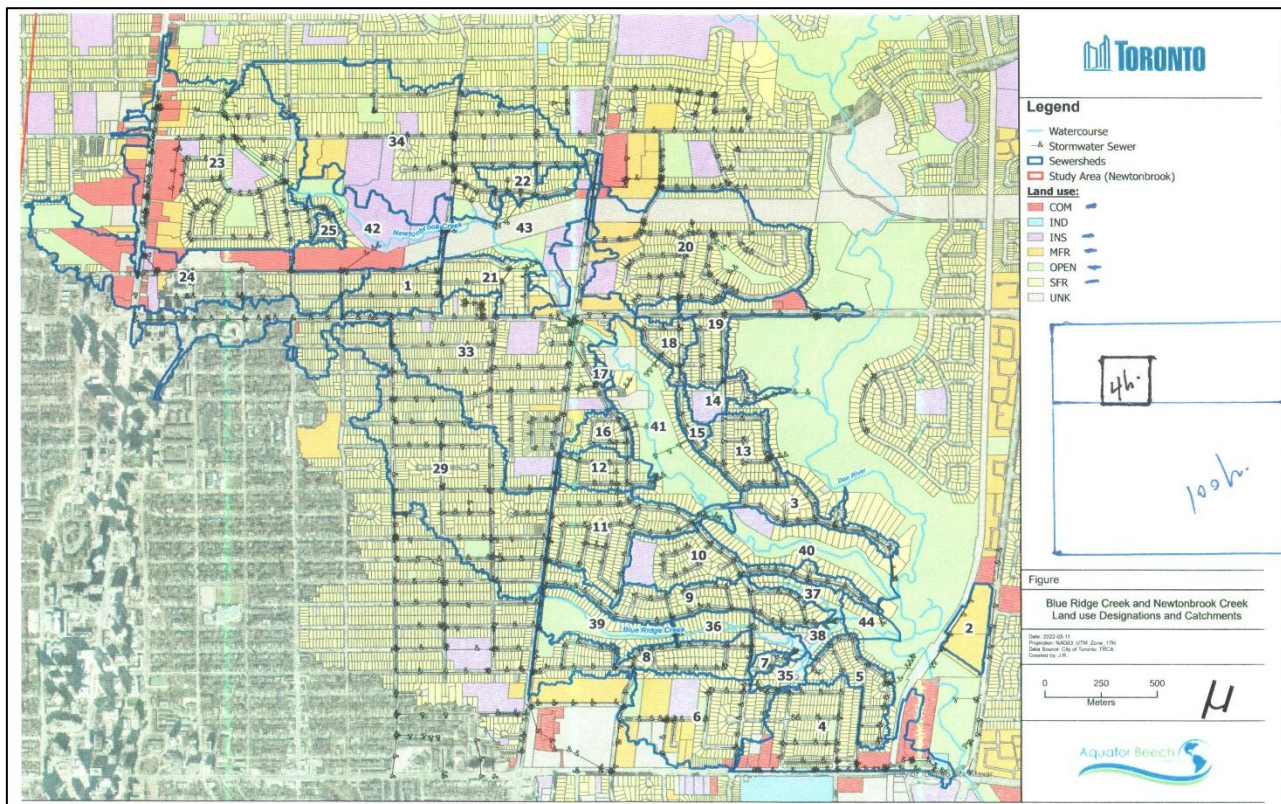 TORONTO
Legend
Watercourse
Stormwater Sewer
Sewersheds
Study Area (Newtonbrook)
Land use:
COM
IND
INS
MFR
OPEN
SFR
UNK
34
23
22
25
42
Newtonbrook Creek
43
20
24
1
21
19
18
33
17
14
41
15
16
13
12
29
Don River
3
11
40
10
37
9
44
39
Blue Ridge Creek
36
38
2
8
7
35
5
6
4
4h.
100h.
Figure
Blue Ridge Creek and Newtonbrook Creek
Land use Designations and Catchments
Date: 2022-03-11
Projection: NAD83_UTM_Zone_17N
Data Source: City of Toronto, TRCA
Created by: J.R.
0 250 500
Meters
Aquafor Beech